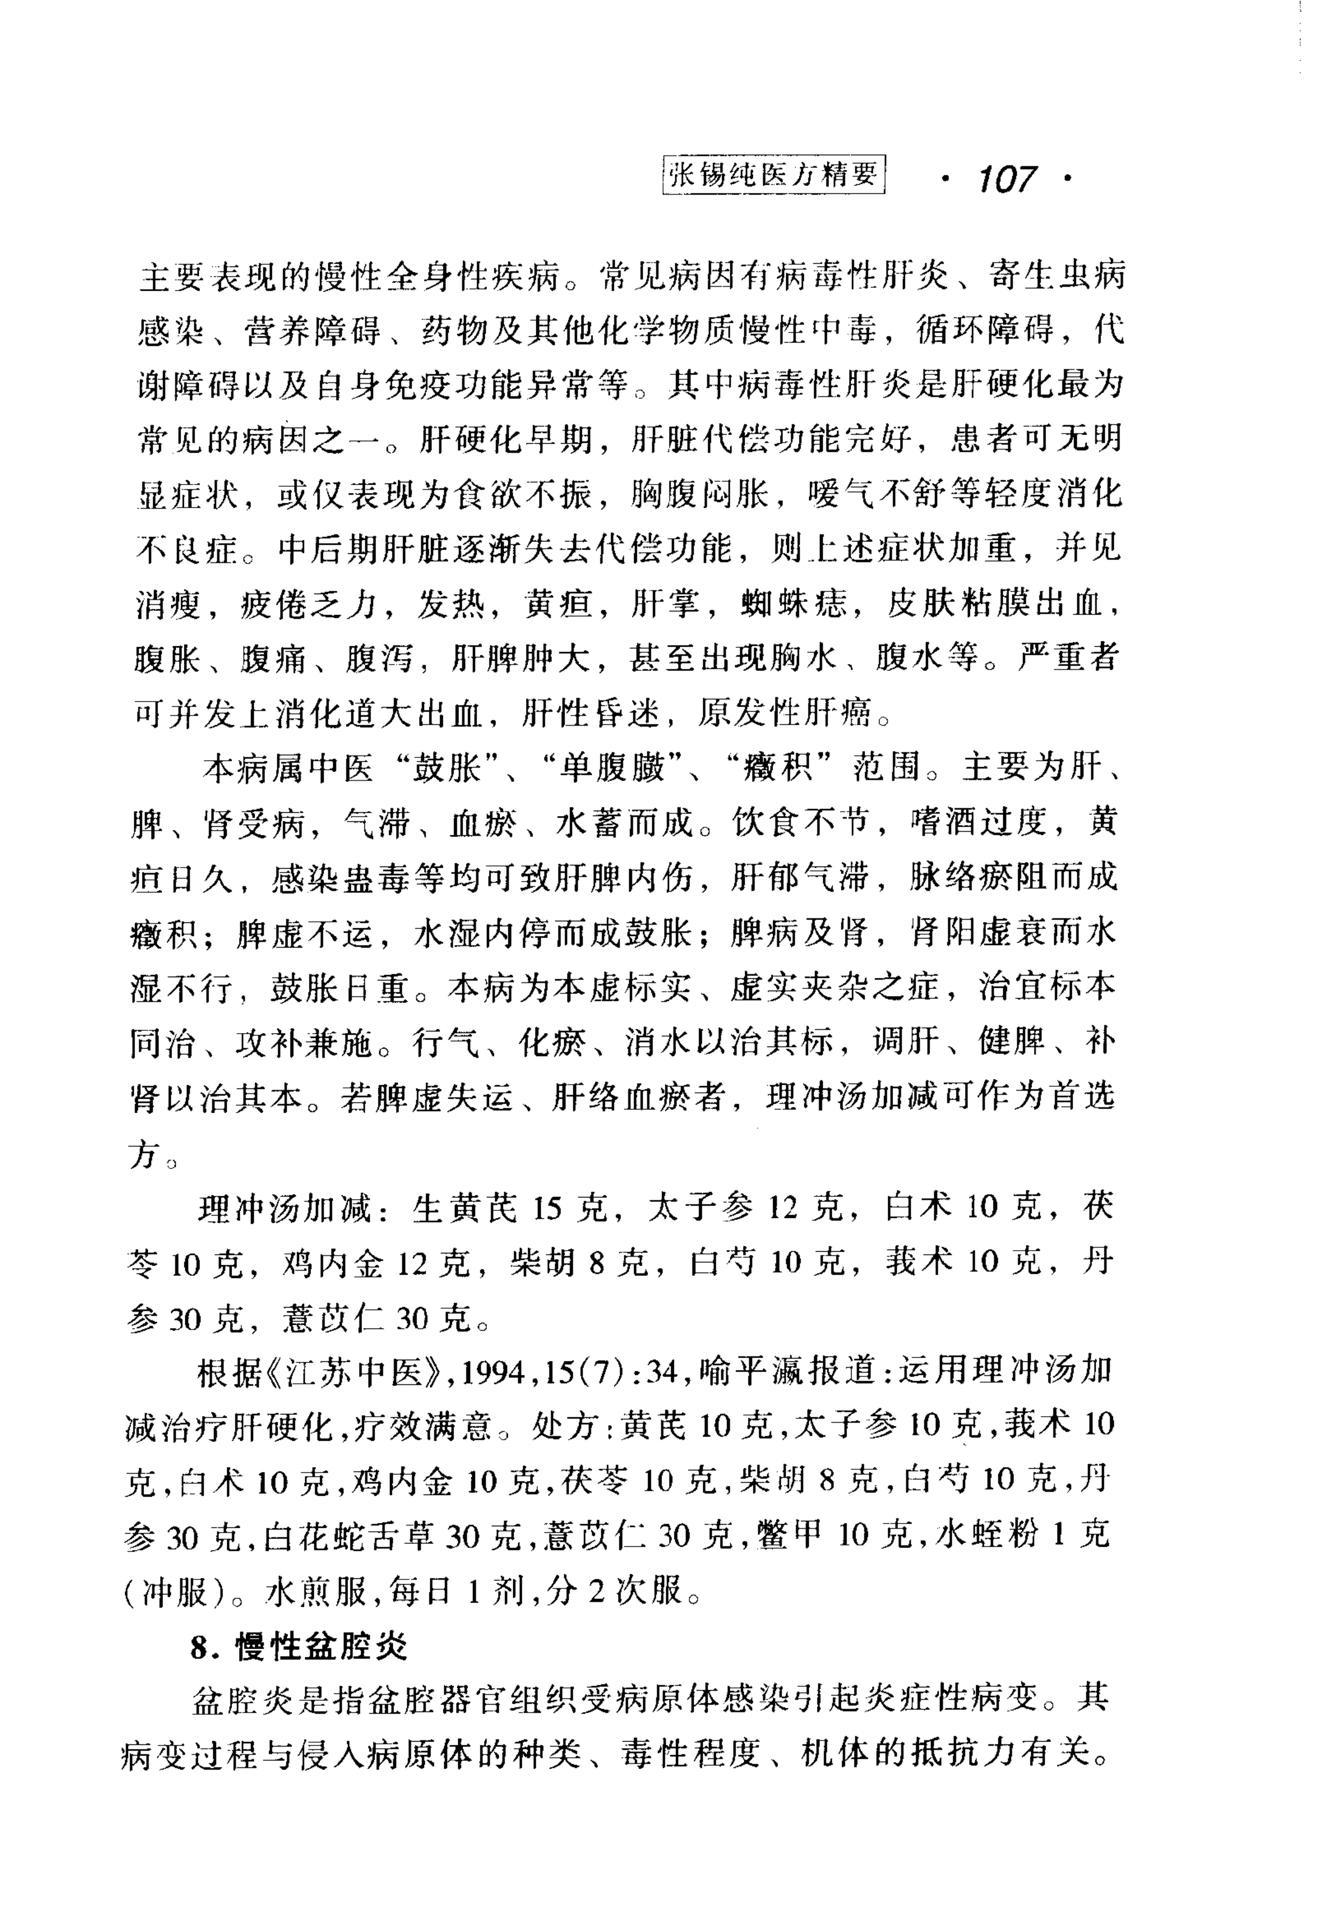 张锡纯医方精要 · 107 ·
主要表现的慢性全身性疾病。常见病因有病毒性肝炎、寄生虫病
感染、营养障碍、药物及其他化学物质慢性中毒，循环障碍，代
谢障碍以及自身免疫功能异常等。其中病毒性肝炎是肝硬化最为
常见的病因之一。肝硬化早期，肝脏代偿功能完好，患者可无明
显症状，或仅表现为食欲不振，胸腹闷胀，嗳气不舒等轻度消化
不良症。中后期肝脏逐渐失去代偿功能，则上述症状加重，并见
消瘦，疲倦乏力，发热，黄疸，肝掌，蜘蛛痣，皮肤粘膜出血，
腹胀、腹痛、腹泻，肝脾肿大，甚至出现胸水、腹水等。严重者
可并发上消化道大出血，肝性昏迷，原发性肝癌。
本病属中医“鼓胀”、“单腹臌”、“癥积”范围。主要为肝、
脾、肾受病，气滞、血瘀、水蓄而成。饮食不节，嗜酒过度，黄
疸日久，感染蛊毒等均可致肝脾内伤，肝郁气滞，脉络瘀阻而成
癥积；脾虚不运，水湿内停而成鼓胀；脾病及肾，肾阳虚衰而水
湿不行，鼓胀日重。本病为本虚标实、虚实夹杂之症，治宜标本
同治、攻补兼施。行气、化瘀、消水以治其标，调肝、健脾、补
肾以治其本。若脾虚失运、肝络血瘀者，理冲汤加减可作为首选
方。
理冲汤加减：生黄芪 15 克，太子参 12 克，白术 10 克，茯
苓 10 克，鸡内金 12 克，柴胡 8 克，白芍 10 克，莪术 10 克，丹
参 30 克，薏苡仁 30 克。
根据《江苏中医》,1994,15(7):34,喻平瀛报道:运用理冲汤加
减治疗肝硬化,疗效满意。处方:黄芪 10 克,太子参 10 克,莪术 10
克,白术 10 克,鸡内金 10 克,茯苓 10 克,柴胡 8 克,白芍 10 克,丹
参 30 克,白花蛇舌草 30 克,薏苡仁 30 克,鳖甲 10 克,水蛭粉 1 克
(冲服)。水煎服,每日 1 剂,分 2 次服。
8. 慢性盆腔炎
盆腔炎是指盆腔器官组织受病原体感染引起炎症性病变。其
病变过程与侵入病原体的种类、毒性程度、机体的抵抗力有关。